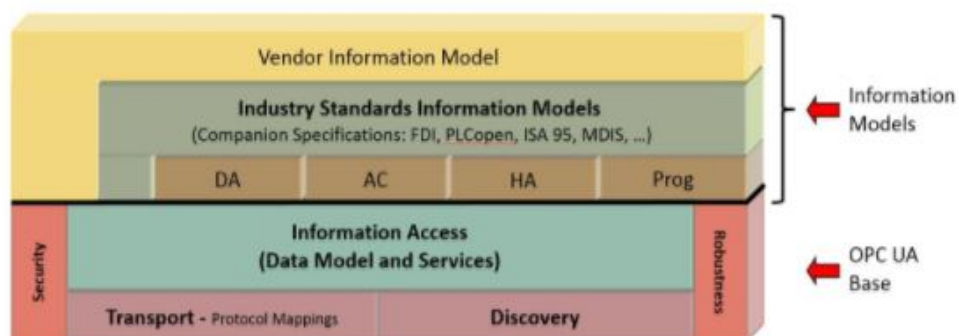 Vendor Information Model
Industry Standards Information Models
(Companion Specifications: FDI, PLCopen, ISA 95, MDIS, ...)
DA AC HA Prog
Information
Models
Security
Information Access
(Data Model and Services)
Robustness
OPC UA
Base
Transport - Protocol Mappings
Discovery